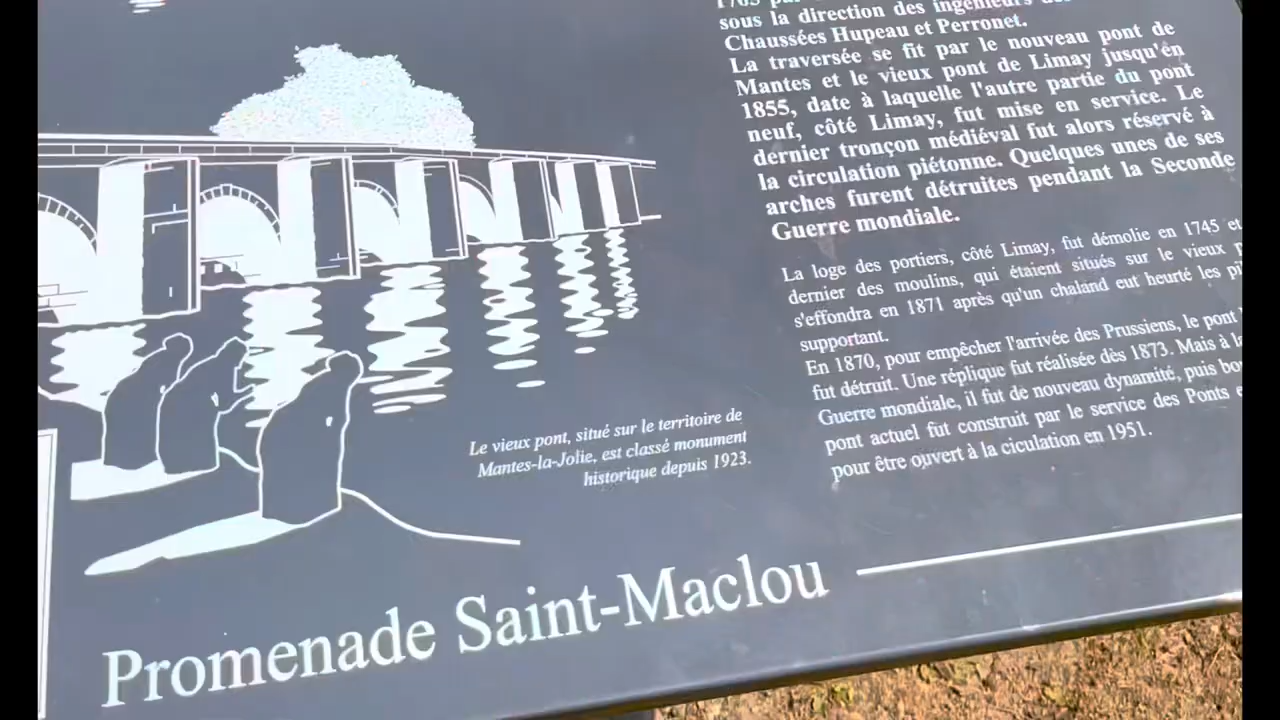 sous la direction des ingénieurs
Chaussées Hupeau et Perronet.
La traversée se fit par le nouveau pont de
Mantes et le vieux pont de Limay jusqu'en
1855, date à laquelle l'autre partie du pont
neuf, côté Limay, fut mise en service. Le
dernier tronçon médiéval fut alors réservé à
la circulation piétonne. Quelques unes de ses
arches furent détruites pendant la Seconde
Guerre mondiale.
La loge des portiers, côté Limay, fut démolie en 1745 et
dernier des moulins, qui étaient situés sur le vieux
s'effondra en 1871 après qu'un chaland eut heurté les
supportant.
En 1870, pour empêcher l'arrivée des Prussiens, le pont
fut détruit. Une réplique fut réalisée dès 1873. Mais à
Guerre mondiale, il fut de nouveau dynamité, puis
pont actuel fut construit par le service des Ponts
pour être ouvert à la ciculation en 1951.
Le vieux pont, situé sur le territoire de
Mantes-la-Jolie, est classé monument
historique depuis 1923.
Promenade Saint-Maclou